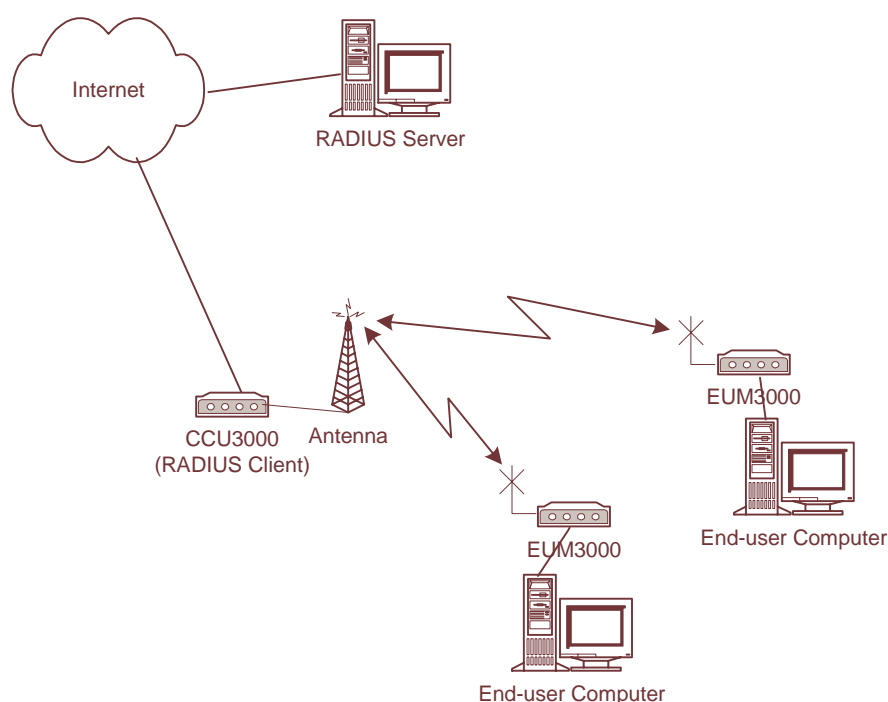 Internet
RADIUS Server
EUM3000
CCU3000
(RADIUS Client)
Antenna
End-user Computer
EUM3000
End-user Computer